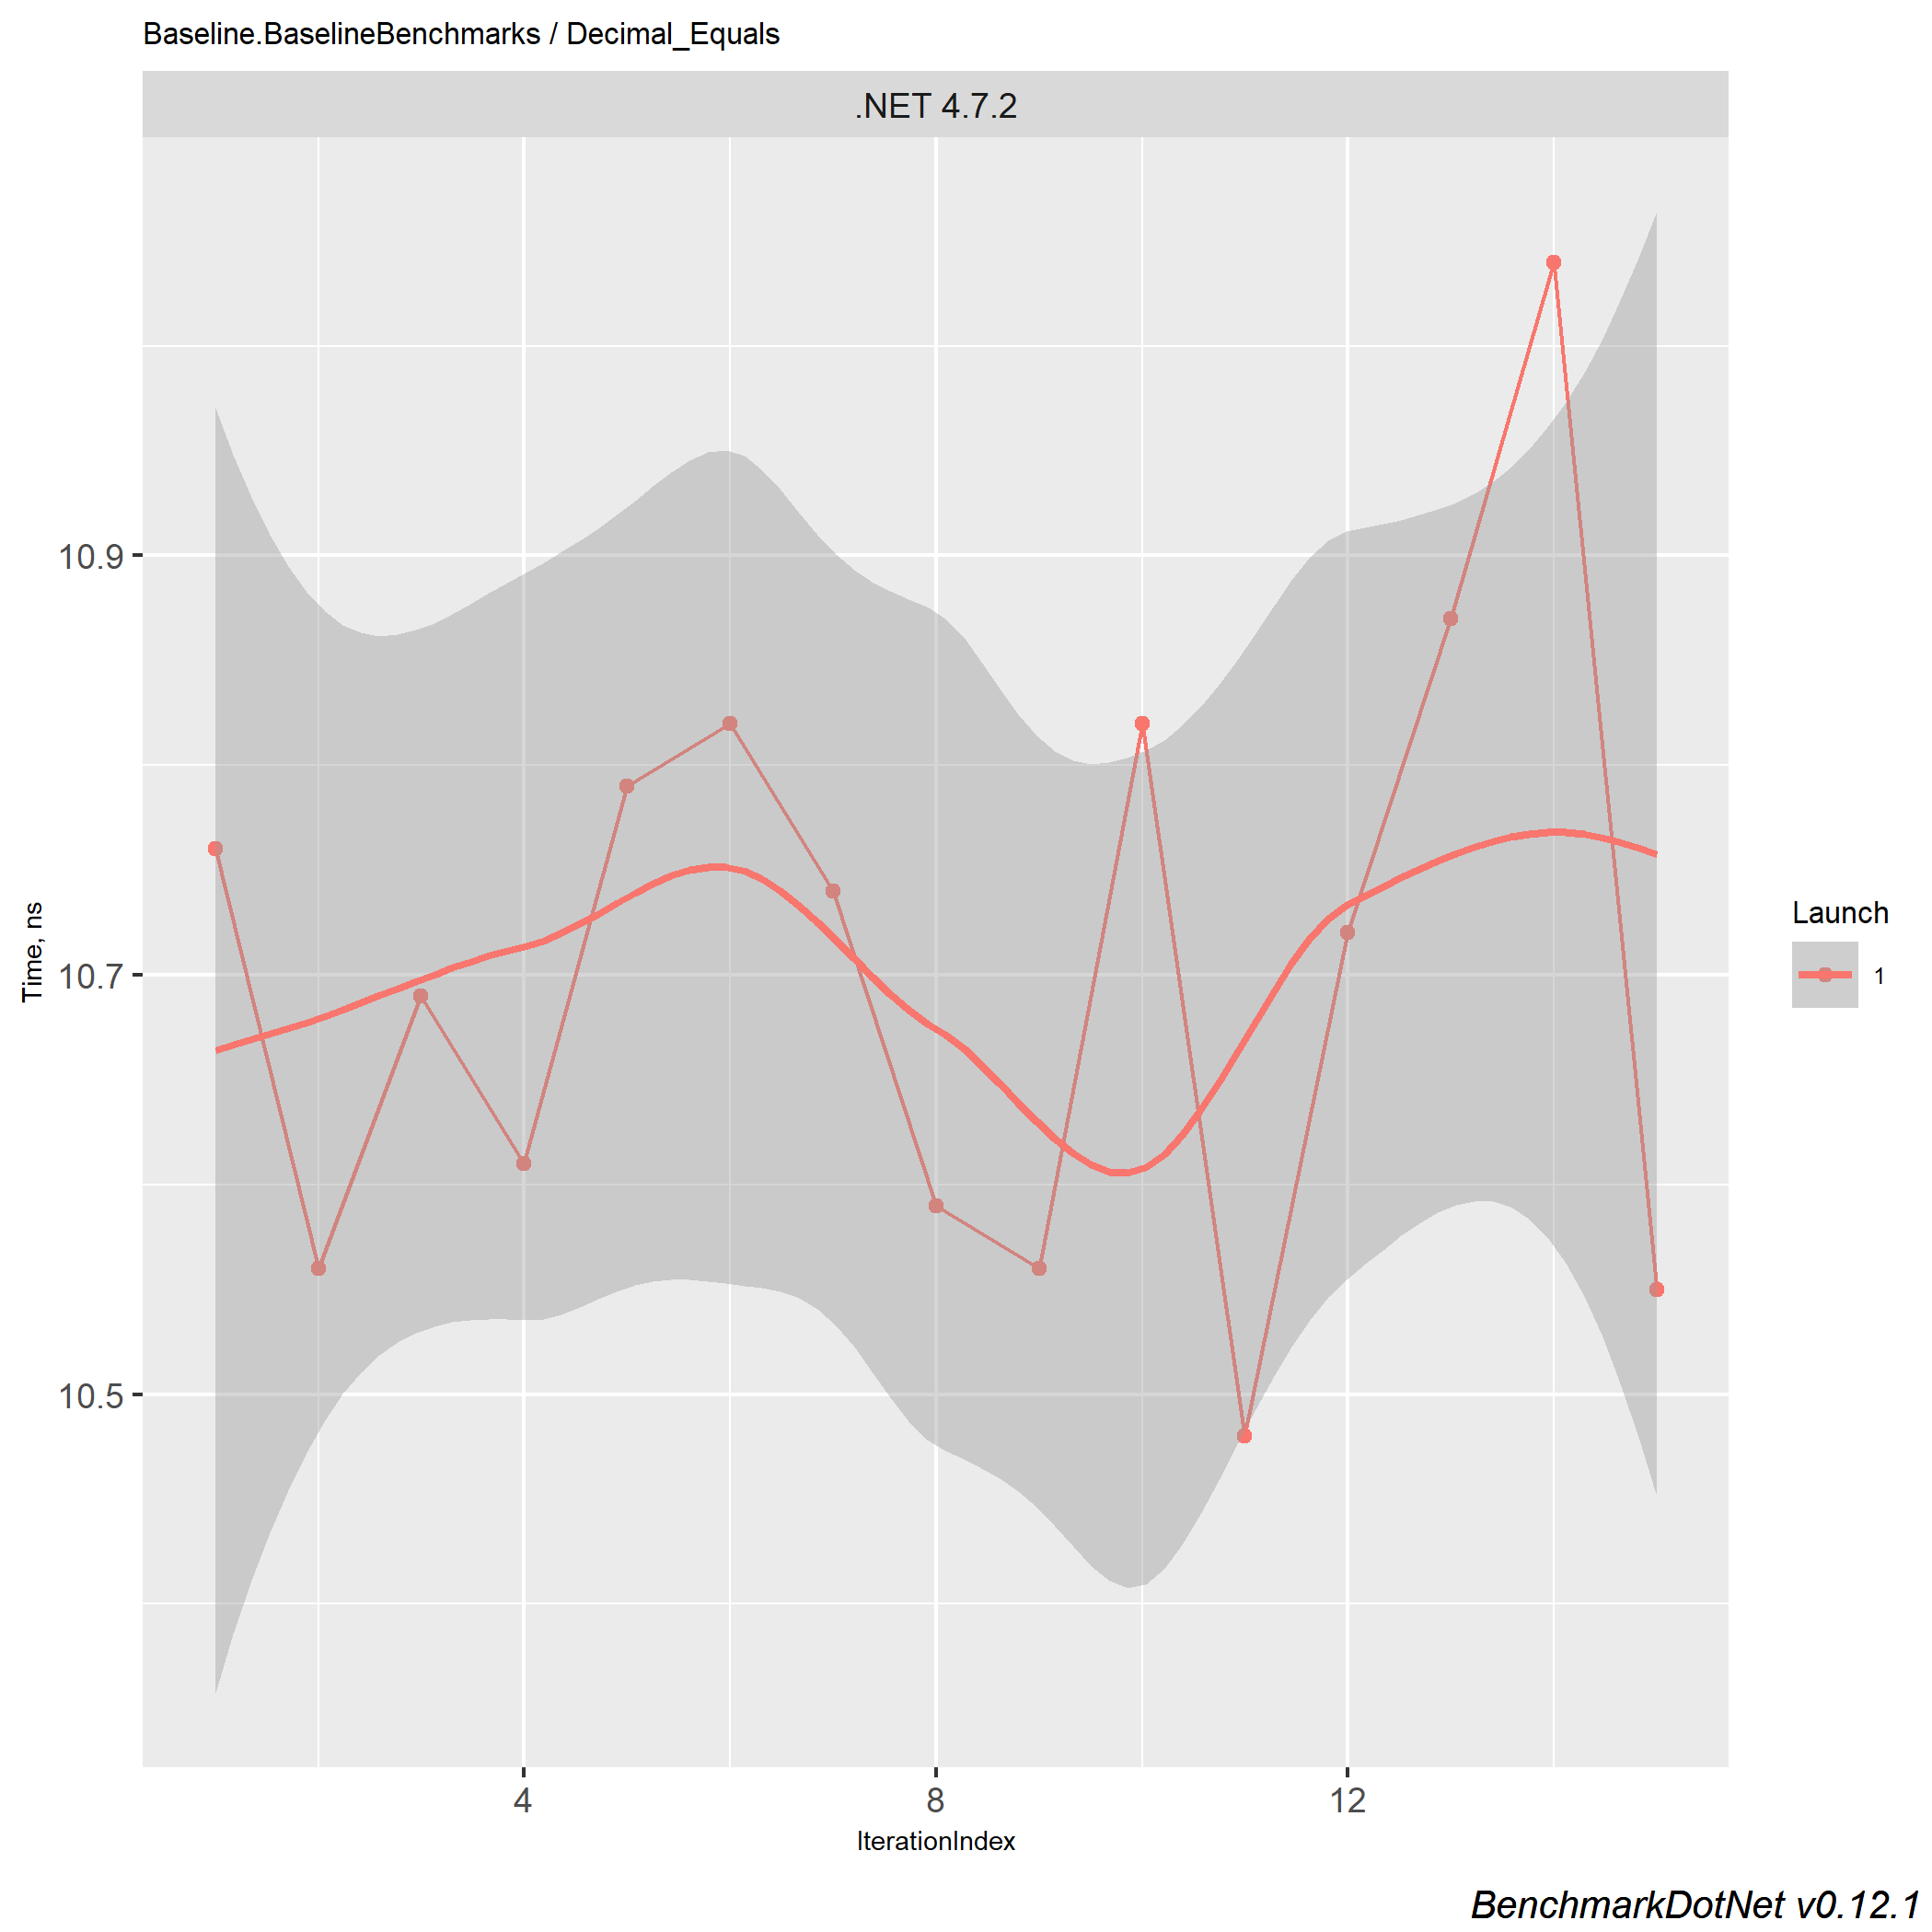 Baseline.BaselineBenchmarks / Decimal_Equals
.NET 4.7.2
10.9
10.7
10.5
Time, ns
4
8
12
IterationIndex
Launch
1
BenchmarkDotNet v0.12.1